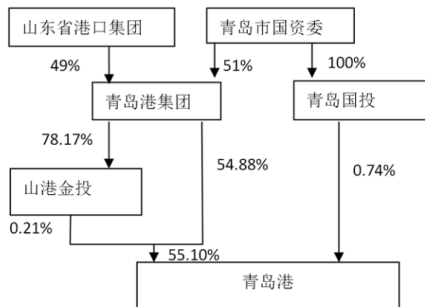 山东省港口集团
青岛市国资委
49%
51%
100%
青岛港集团
青岛国投
78.17%
54.88%
0.74%
山港金投
0.21%
55.10%
青岛港